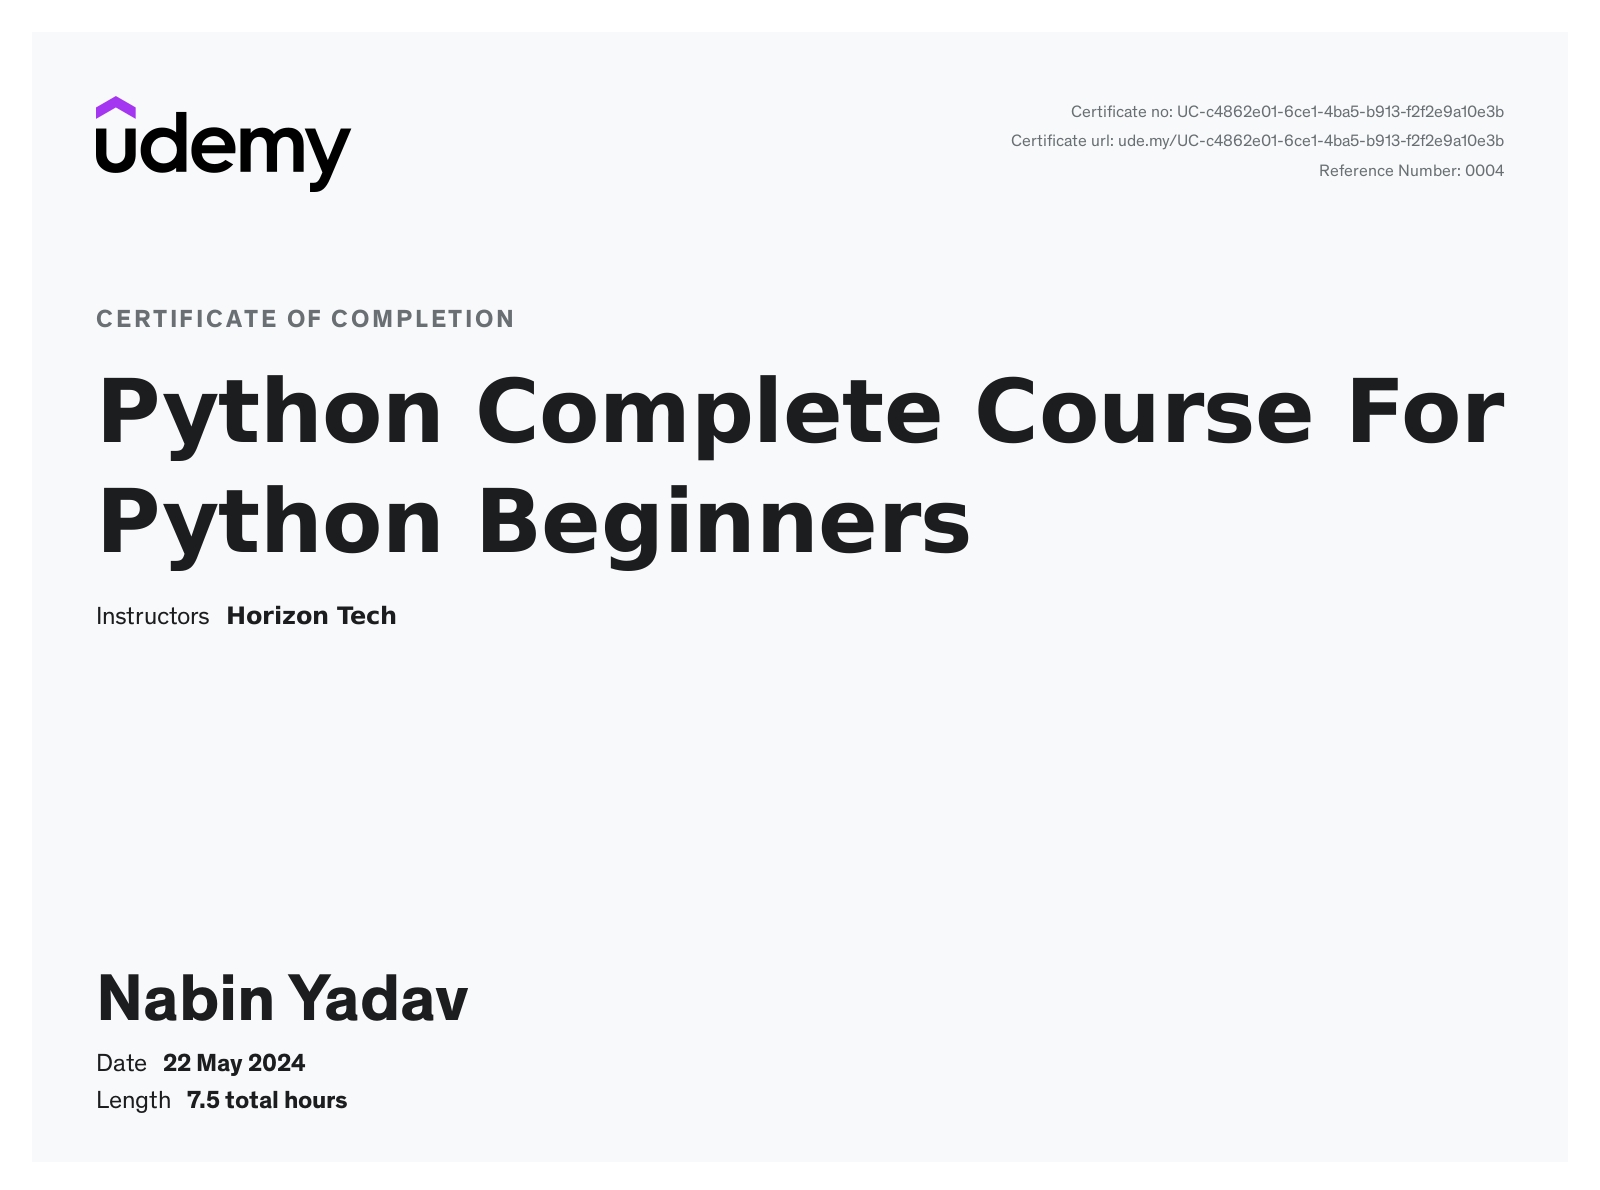 udemy
Certificate no: UC-c4862e01-6ce1-4ba5-b913-f2f2e9a10e3b
Certificate url: ude.my/UC-c4862e01-6ce1-4ba5-b913-f2f2e9a10e3b
Reference Number: 0004
CERTIFICATE OF COMPLETION
Python Complete Course For
Python Beginners
Instructors Horizon Tech
Nabin Yadav
Date 22 May 2024
Length 7.5 total hours